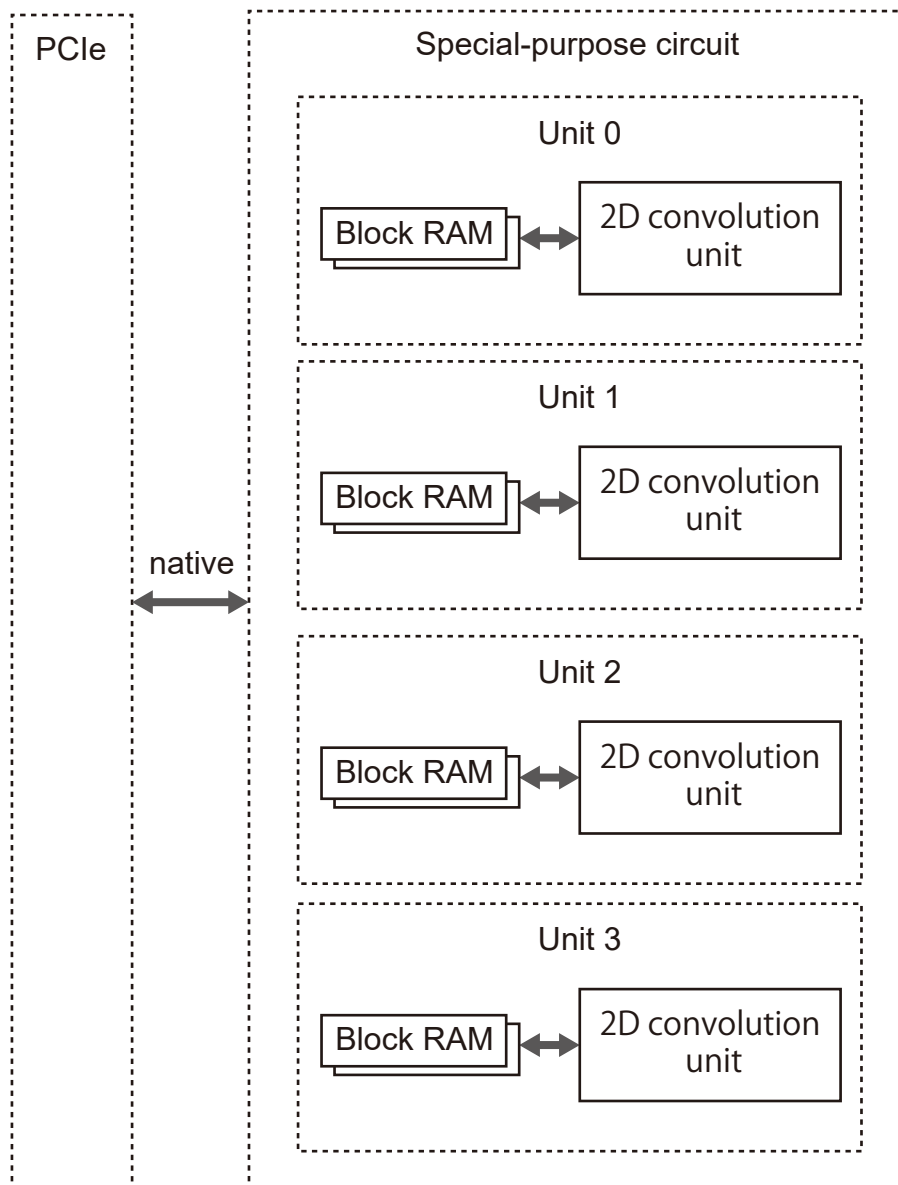 PCIe
Special-purpose circuit
Unit 0
Block RAM
2D convolution
unit
Unit 1
Block RAM
2D convolution
unit
native
Unit 2
Block RAM
2D convolution
unit
Unit 3
Block RAM
2D convolution
unit